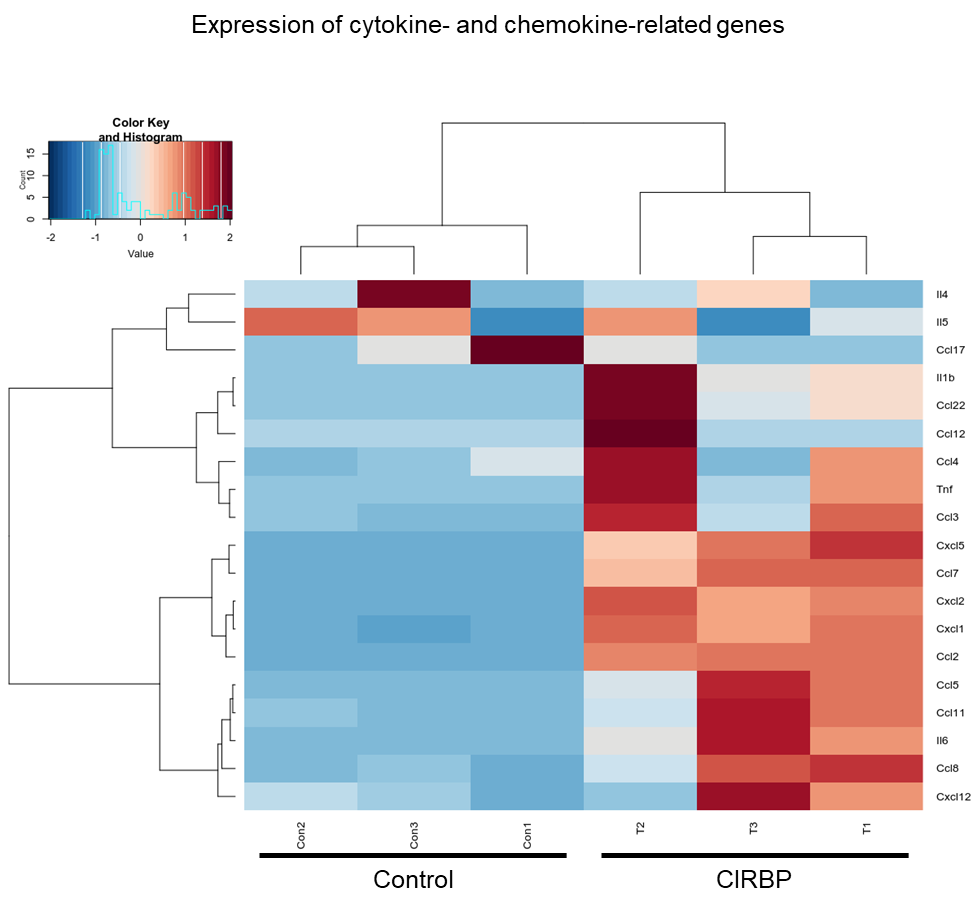 Expression of cytokine- and chemokine-related genes
Color Key
and Histogram
Count
0 5 10 15
-2 -1 0 1 2
Value
Il4
Il5
Ccl17
Il1b
Ccl22
Ccl12
Ccl4
Tnf
Ccl3
Cxcl5
Ccl7
Cxcl2
Cxcl1
Ccl2
Ccl5
Ccl11
Il6
Ccl8
Cxcl12
Con2 Con3 Con1 T2 T3 T1
Control CIRBP